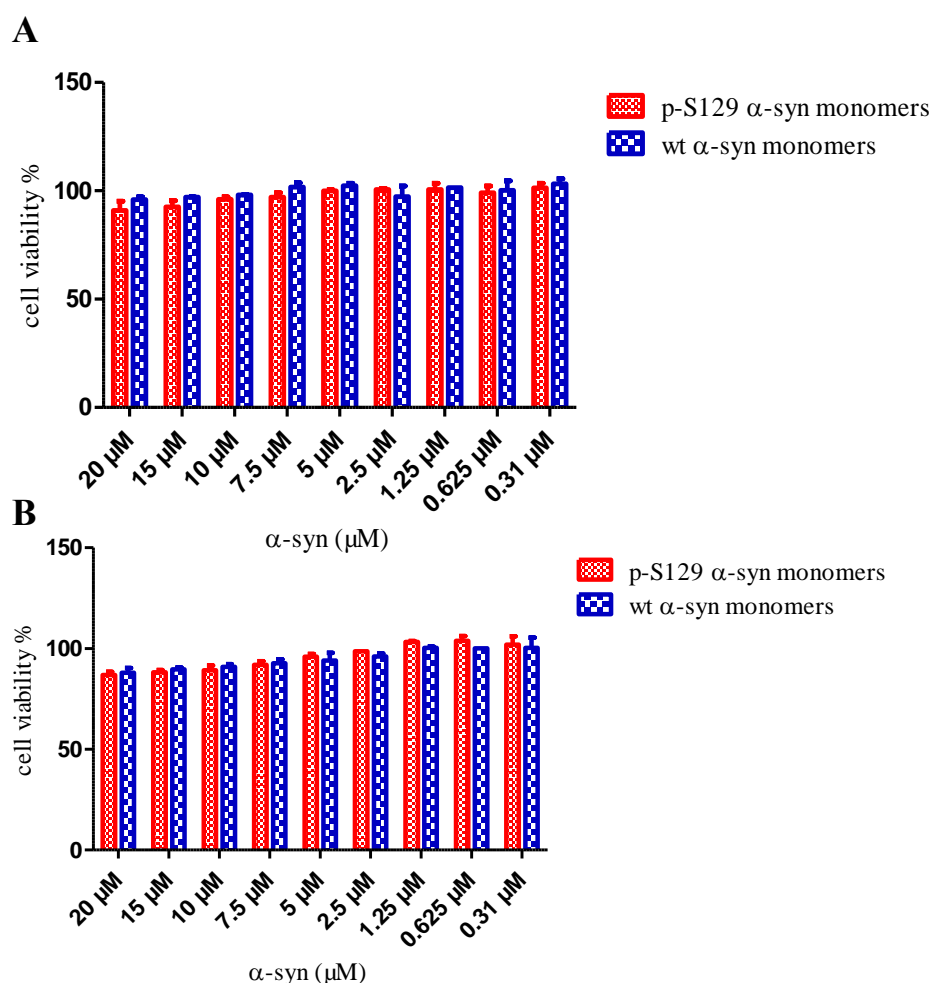 A
150
100
50
0
cell viability %
p-S129 α-syn monomers
wt α-syn monomers
20 µM
15 µM
10 µM
7.5 µM
5 µM
2.5 µM
1.25 µM
0.625 µM
0.31 µM
α-syn (µM)
B
150
100
50
0
cell viability %
p-S129 α-syn monomers
wt α-syn monomers
20 µM
15 µM
10 µM
7.5 µM
5 µM
2.5 µM
1.25 µM
0.625 µM
0.31 µM
α-syn (µM)